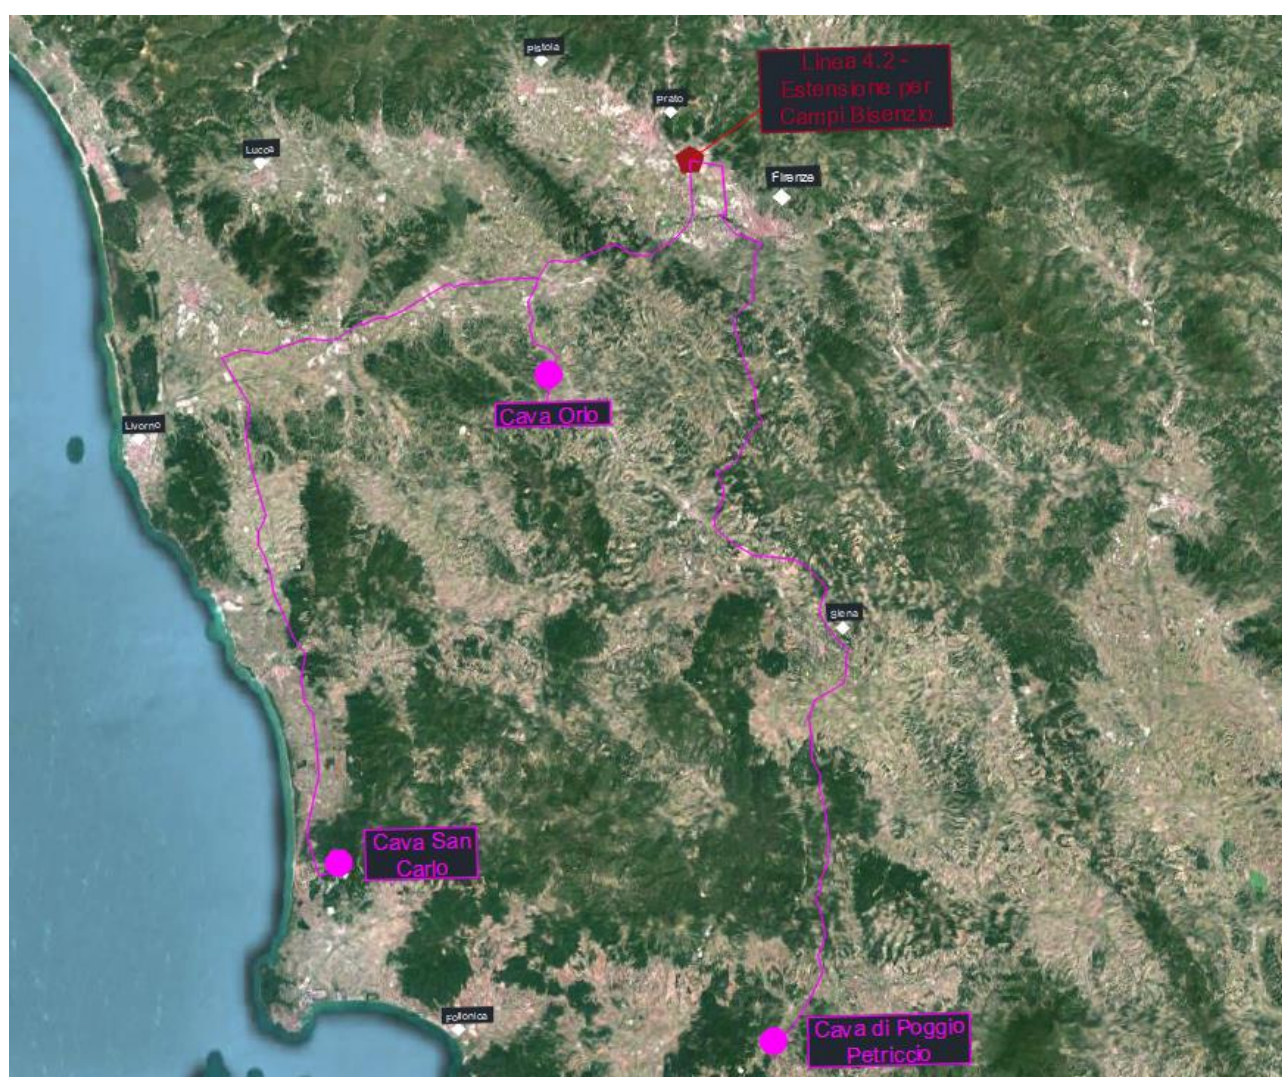 Pistoia
Linea 4.2 -
Estensione per
Campi Bisenzio
Prato
Lucca
Firenze
Cava Orlo
Livorno
Siena
Cava San
Carlo
Follonica
Cava di Poggio
Petriccio